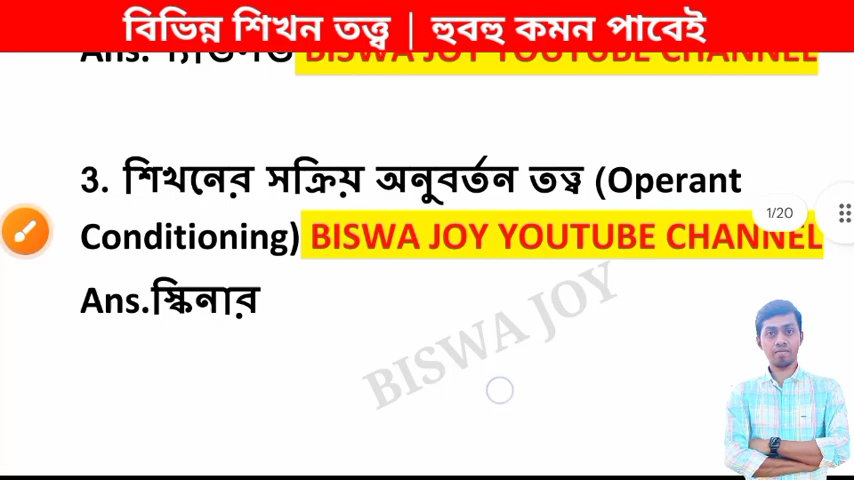 বিভিন্ন শিখন তত্ত্ব | হুবহু কমন পাবেই
Ans. BISWA JOY YOUTUBE CHANNEL
3. শিখনের সক্রিয় অনুবর্তন তত্ত্ব (Operant
1/20
Conditioning) BISWA JOY YOUTUBE CHANNEL
Ans.স্কিনার
BISWA JOY